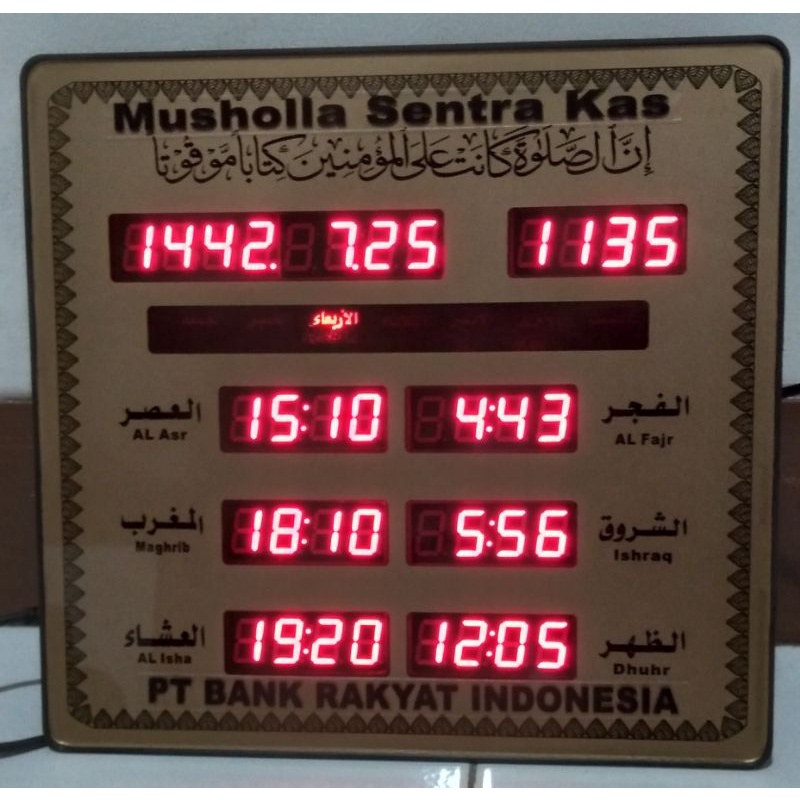 Musholla Sentra Kas
إِنَّ الصَّلَوٰةَ كَانَتْ عَلَى الْمُؤْمِنِينَ كِتَابًا مَّوْقُوتًا
1442. 7.25 1135
الأربعاء
العصر 15:10 4:43 الفجر
AL Asr AL Fajr
المغرب 18:10 5:56 الشروق
Maghrib Ishraq
العشاء 19:20 12:05 الظهر
AL Isha Dhuhr
PT BANK RAKYAT INDONESIA